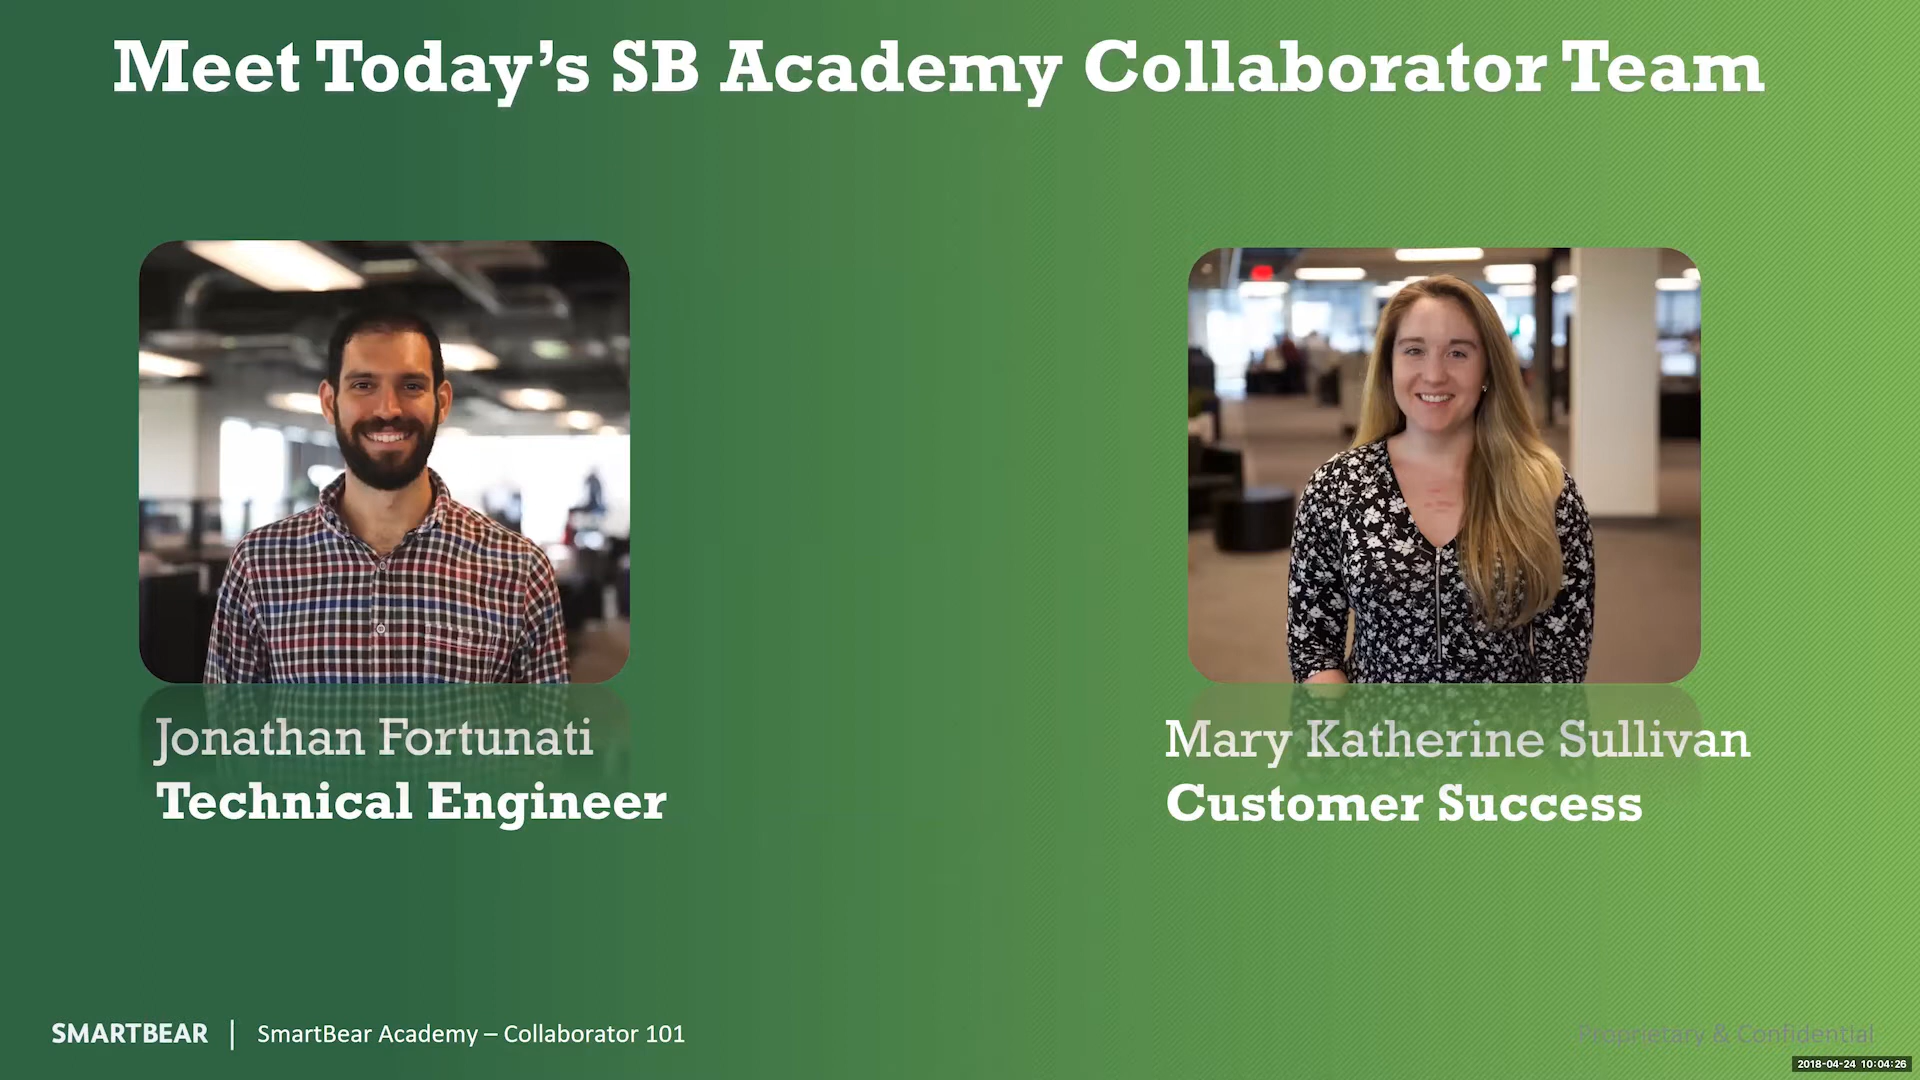 Meet Today’s SB Academy Collaborator Team
Jonathan Fortunati
Technical Engineer
Mary Katherine Sullivan
Customer Success
SMARTBEAR | SmartBear Academy – Collaborator 101
Proprietary & Confidential
2018-04-24 10:04:26